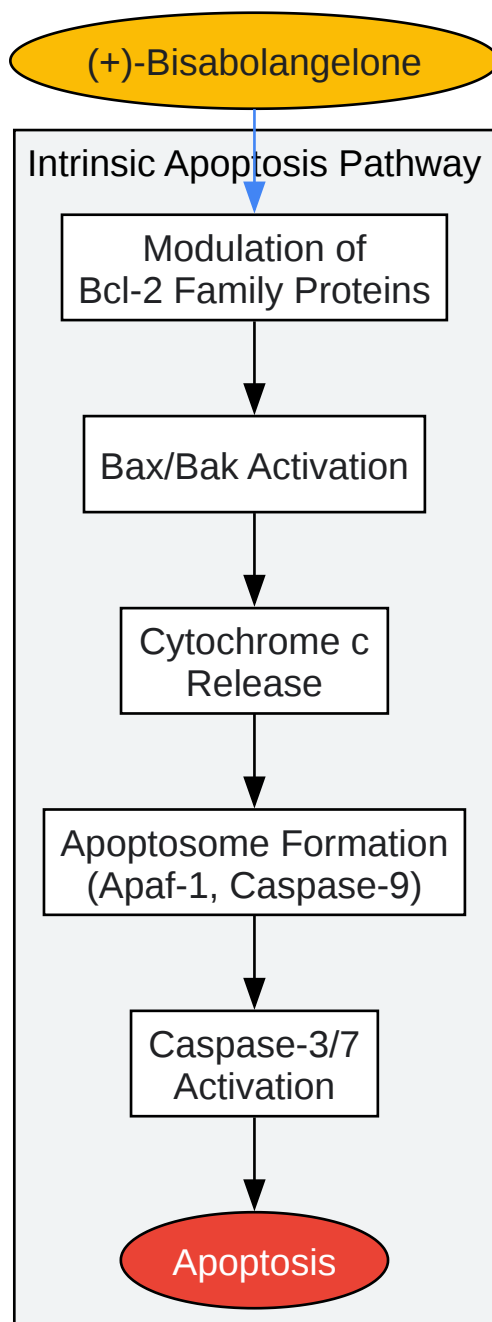 (+)-Bisabolangelone
Intrinsic Apoptosis Pathway
Modulation of
Bcl-2 Family Proteins
Bax/Bak Activation
Cytochrome c
Release
Apoptosome Formation
(Apaf-1, Caspase-9)
Caspase-3/7
Activation
Apoptosis